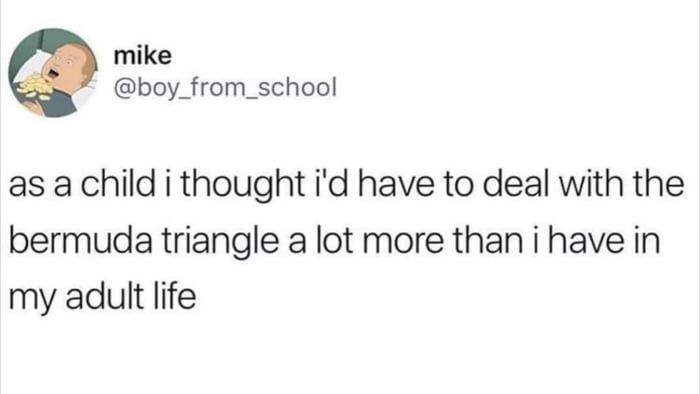 mike
@boy_from_school
as a child i thought i'd have to deal with the
bermuda triangle a lot more than i have in
my adult life